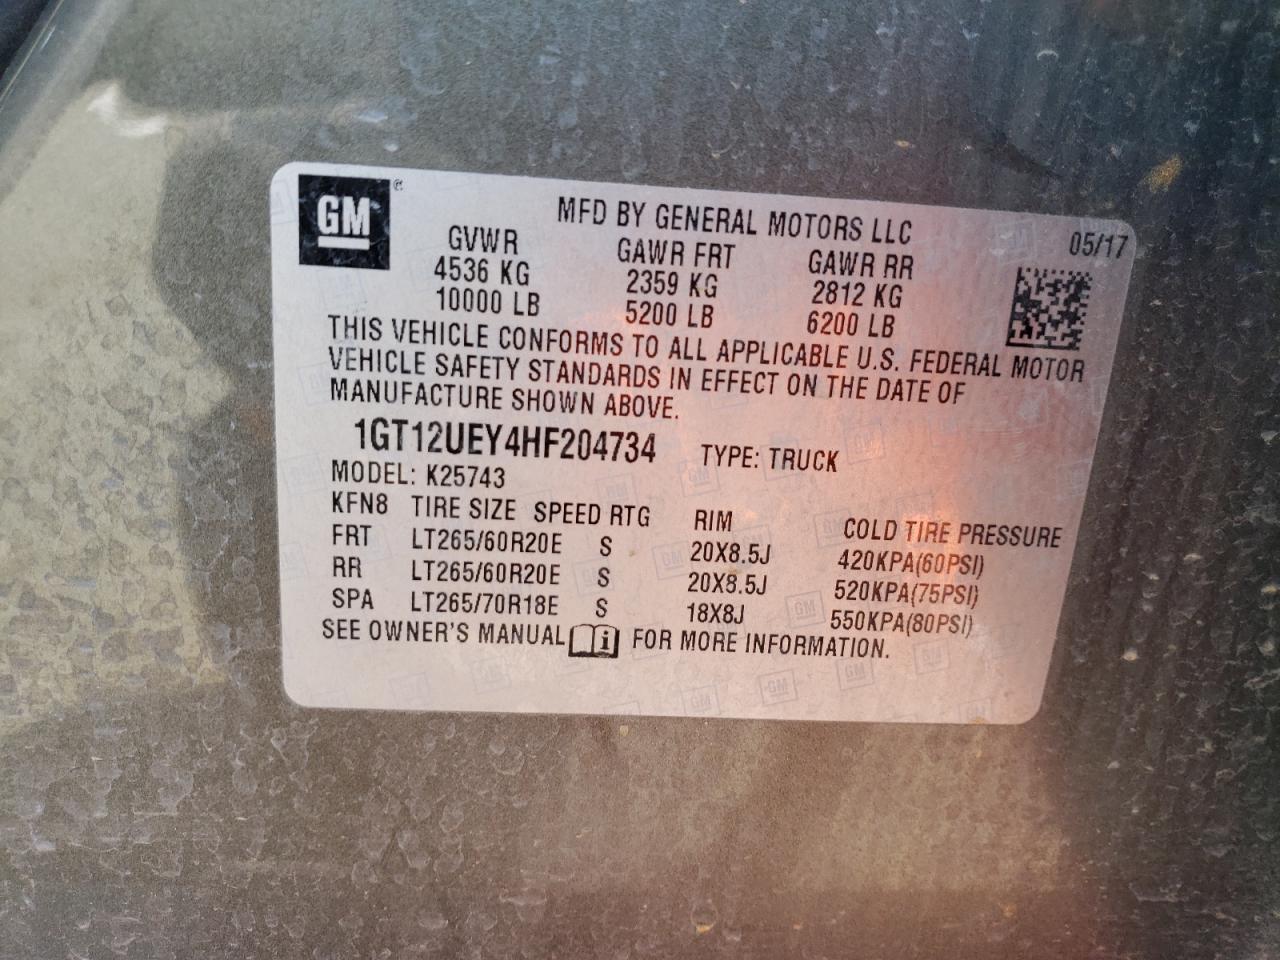 GM ©
MFD BY GENERAL MOTORS LLC
05/17
GVWR GAWR FRT GAWR RR
4536 KG 2359 KG 2812 KG
10000 LB 5200 LB 6200 LB
THIS VEHICLE CONFORMS TO ALL APPLICABLE U.S. FEDERAL MOTOR
VEHICLE SAFETY STANDARDS IN EFFECT ON THE DATE OF
MANUFACTURE SHOWN ABOVE.
1GT12UEY4HF204734 TYPE: TRUCK
MODEL: K25743
KFN8 TIRE SIZE SPEED RTG RIM COLD TIRE PRESSURE
FRT LT265/60R20E S 20X8.5J 420KPA(60PSI)
RR LT265/60R20E S 20X8.5J 520KPA(75PSI)
SPA LT265/70R18E S 18X8J 550KPA(80PSI)
SEE OWNER'S MANUAL i FOR MORE INFORMATION.